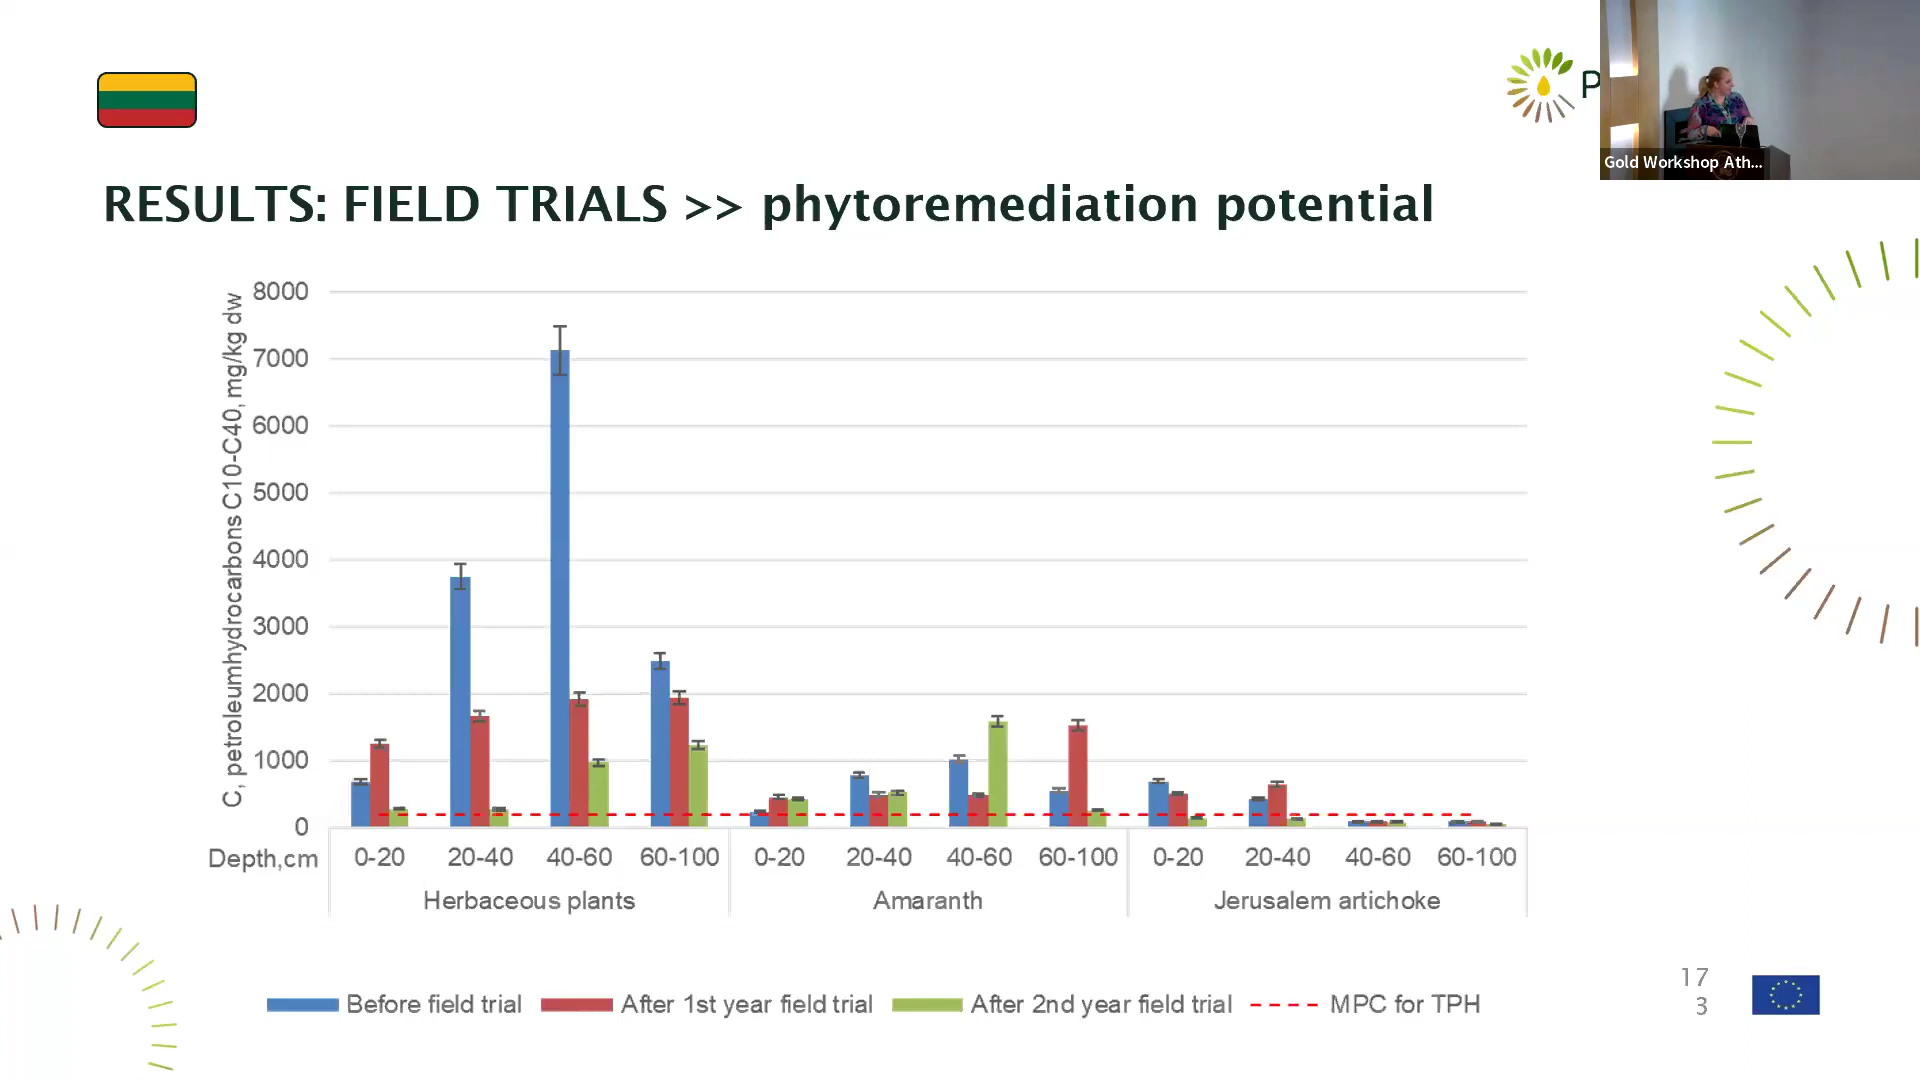 P
Gold Workshop Ath...
RESULTS: FIELD TRIALS >> phytoremediation potential
C, petroleumhydrocarbons C10-C40, mg/kg dw
8000
7000
6000
5000
4000
3000
2000
1000
0
Depth,cm 0-20 20-40 40-60 60-100 0-20 20-40 40-60 60-100 0-20 20-40 40-60 60-100
Herbaceous plants Amaranth Jerusalem artichoke
Before field trial After 1st year field trial After 2nd year field trial MPC for TPH
17
3